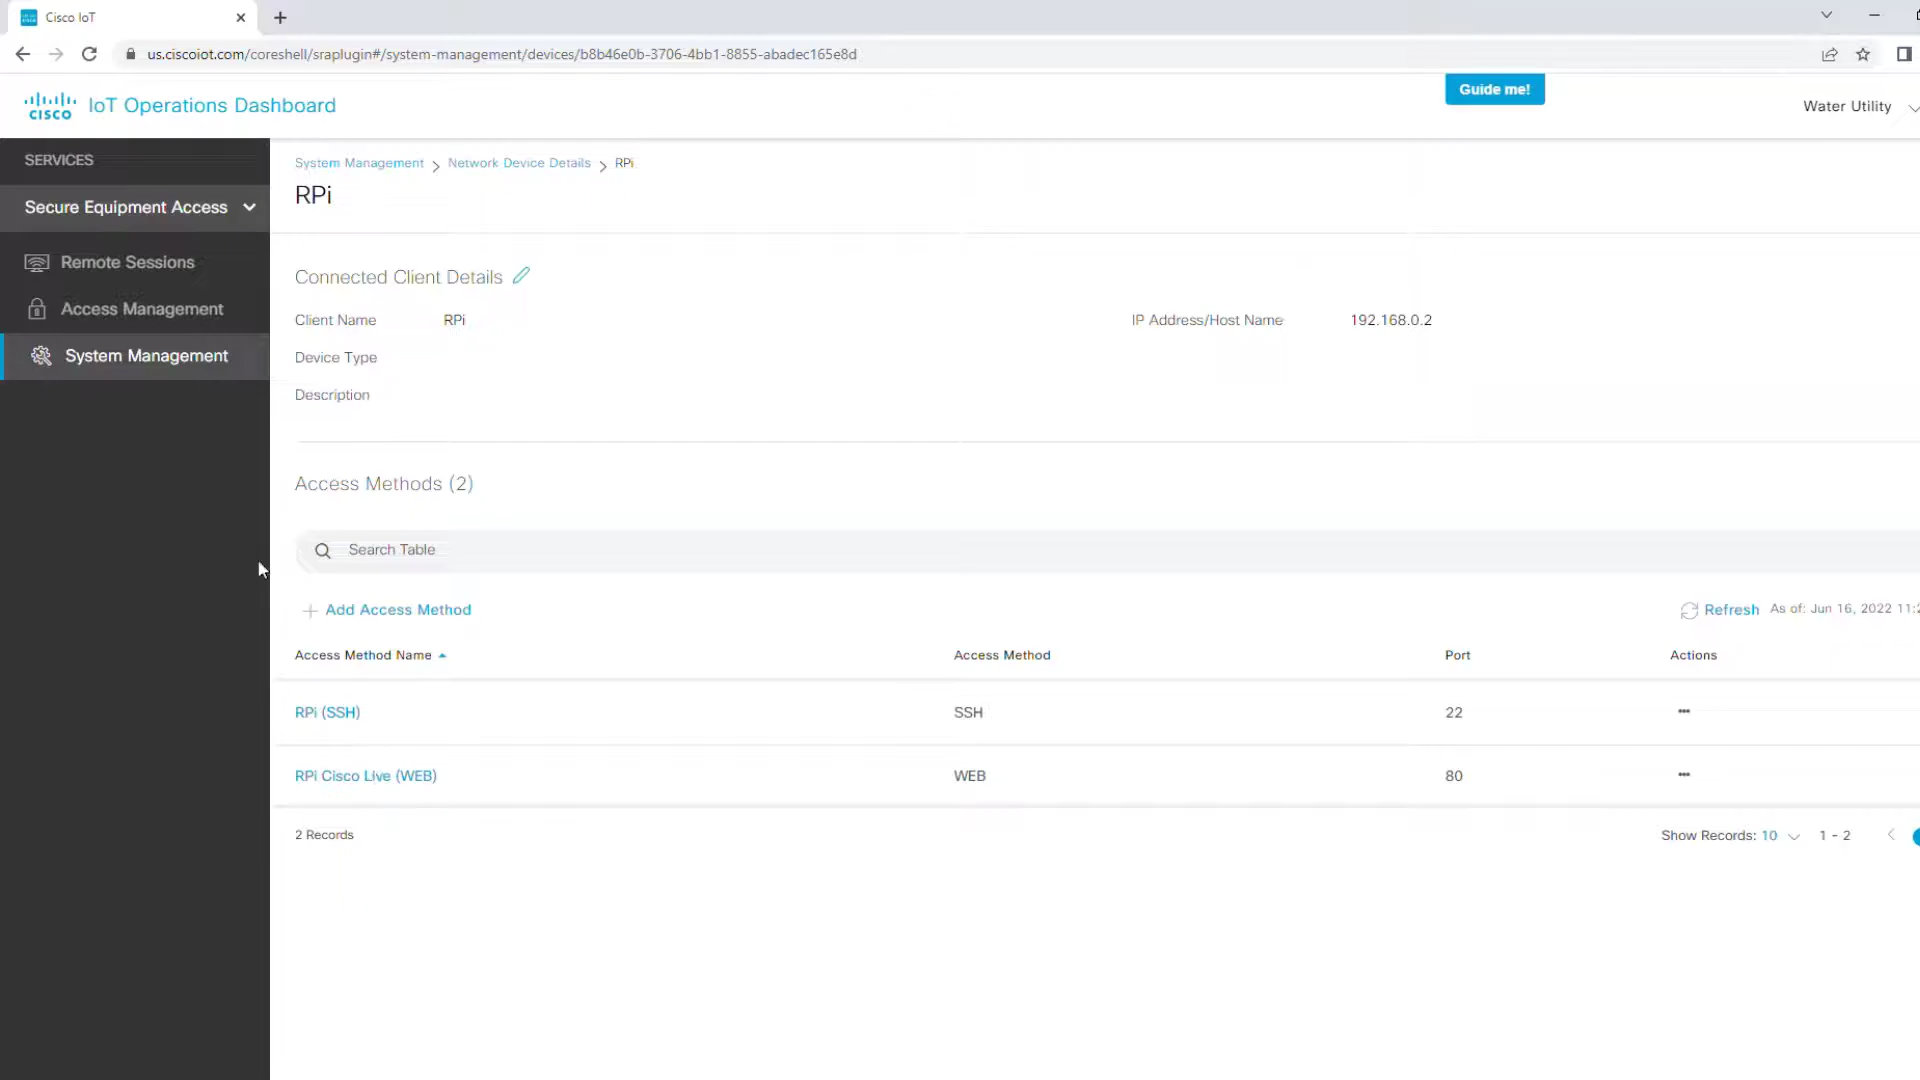 Cisco IoT
us.ciscoiot.com/coreshell/sraplugin#/system-management/devices/b8b46e0b-3706-4bb1-8855-abadec165e8d
CISCO IoT Operations Dashboard
Guide me!
Water Utility
SERVICES
Secure Equipment Access
Remote Sessions
Access Management
System Management
System Management > Network Device Details > RPi
RPi
Connected Client Details
Client Name RPi IP Address/Host Name 192.168.0.2
Device Type
Description
Access Methods (2)
Search Table
+ Add Access Method
Refresh As of: Jun 16, 2022
Access Method Name Access Method Port Actions
RPi (SSH) SSH 22 •••
RPi Cisco Live (WEB) WEB 80 •••
2 Records Show Records: 10 1 - 2